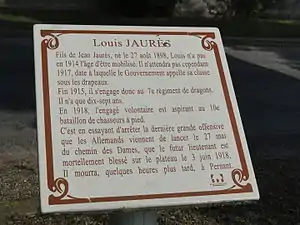 Louis JAURÈS
Fils de Jean Jaurès, né le 27 août 1898, Louis n'a pas
en 1914 l'âge d'être mobilisé. Il n'attendra pas cependant
1917, date à laquelle le Gouvernement appelle sa classe
sous les drapeaux.
Fin 1915, il s'engage donc au 7e régiment de dragons.
Il n'a que dix-sept ans.
En 1918, l'engagé volontaire est aspirant au 10e
bataillon de chasseurs à pied.
C'est en essayant d'arrêter la dernière grande offensive
que les Allemands viennent de lancer le 27 mai
du chemin des Dames, que le futur lieutenant est
mortellement blessé sur le plateau le 3 juin 1918.
Il mourra, quelques heures plus tard, à Pernant.